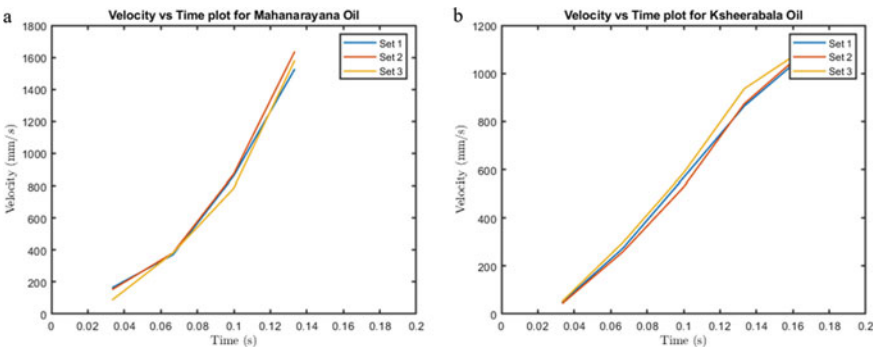 a
Velocity vs Time plot for Mahanarayana Oil
1800
1600
1400
1200
1000
800
600
400
200
0
Velocity (mm/s)
Set 1
Set 2
Set 3
0 0.02 0.04 0.06 0.08 0.1 0.12 0.14 0.16 0.18 0.2
Time (s)
b
Velocity vs Time plot for Ksheerabala Oil
1200
1000
800
600
400
200
0
Velocity (mm/s)
Set 1
Set 2
Set 3
0 0.02 0.04 0.06 0.08 0.1 0.12 0.14 0.16 0.18 0.2
Time (s)